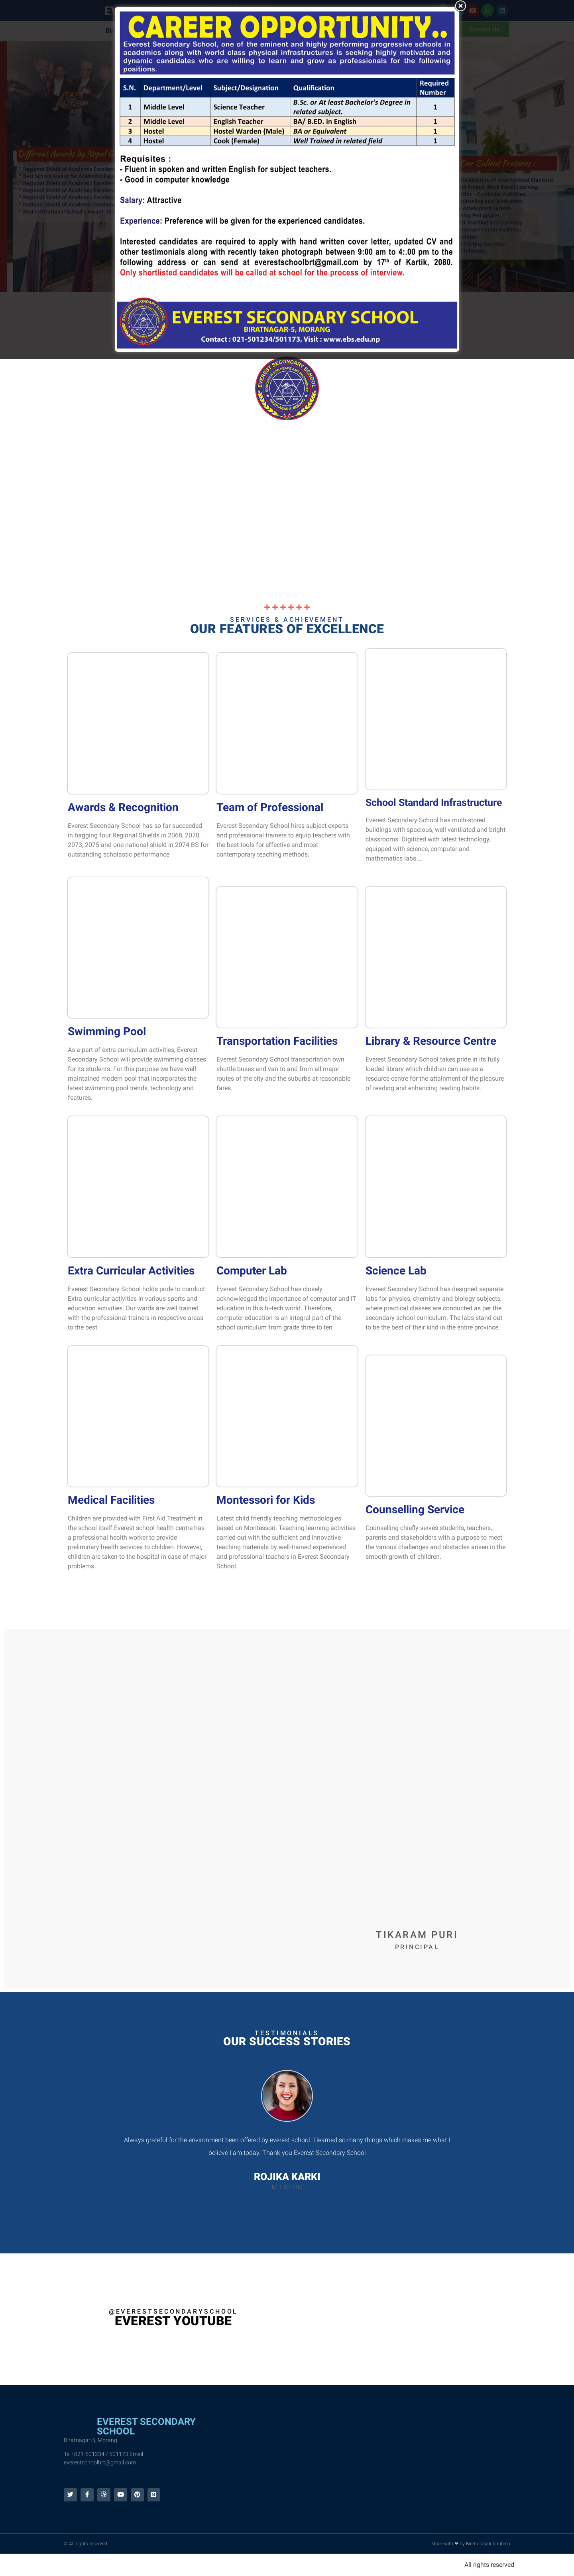 CAREER OPPORTUNITY..
Everest Secondary School, one of the eminent and highly performing progressive schools in
academics along with world class physical infrastructures is seeking highly motivated and
dynamic candidates who are willing to learn and grow as professionals for the following
positions.
S.N. Department/Level Subject/Designation Qualification Required Number
1 Middle Level Science Teacher B.Sc. or At least Bachelor's Degree in related subject. 1
2 Middle Level English Teacher BA/ B.ED. in English 1
3 Hostel Hostel Warden (Male) BA or Equivalent 1
4 Hostel Cook (Female) Well Trained in related field 1
Requisites :
- Fluent in spoken and written English for subject teachers.
- Good in computer knowledge
Salary: Attractive
Experience: Preference will be given for the experienced candidates.
Interested candidates are required to apply with hand written cover letter, updated CV and
other testimonials along with recently taken photograph between 9:00 am to 4:.00 pm to the
following address or can send at everestschoolbrt@gmail.com by 17th of Kartik, 2080.
Only shortlisted candidates will be called at school for the process of interview.
EVEREST SECONDARY SCHOOL
BIRATNAGAR-5, MORANG
Contact : 021-501234/501173, Visit : www.ebs.edu.np
SERVICES & ACHIEVEMENT
OUR FEATURES OF EXCELLENCE
Awards & Recognition
Everest Secondary School has so far succeeded
in bagging four Regional Shields in 2068, 2070,
2073, 2075 and one national shield in 2074 BS for
outstanding scholastic performance
Team of Professional
Everest Secondary School hires subject experts
and professional trainers to equip teachers with
the best tools for effective and most
contemporary teaching methods.
School Standard Infrastructure
Everest Secondary School has multi-stored
buildings with spacious, well ventilated and bright
classrooms. Digitized with latest technology,
equipped with science, computer and
mathematics labs....
Swimming Pool
As a part of extra curriculum activities, Everest
Secondary School will provide swimming classes
for its students. For this purpose we have well
maintained modern pool that incorporates the
latest swimming pool trends, technology and
features.
Transportation Facilities
Everest Secondary School transportation own
shuttle buses and van to and from all major
routes of the city and the suburbs at reasonable
fares.
Library & Resource Centre
Everest Secondary School takes pride in its fully
loaded library which children can use as a
resource centre for the attainment of the pleasure
of reading and enhancing reading habits.
Extra Curricular Activities
Everest Secondary School holds pride to conduct
Extra curricular activities in various sports and
education activities. Our wards are well trained
with the professional trainers in respective areas
to the best.
Computer Lab
Everest Secondary School has closely
acknowledged the importance of computer and IT
education in this hi-tech world. Therefore,
computer education is an integral part of the
school curriculum from grade three to ten.
Science Lab
Everest Secondary School has designed separate
labs for physics, chemistry and biology subjects,
where practical classes are conducted as per the
secondary school curriculum. The labs stand out
to be the best of their kind in the entire province.
Medical Facilities
Children are provided with First Aid Treatment in
the school itself.Everest school health centre has
a professional health worker to provide
preliminary health services to children. However,
children are taken to the hospital in case of major
problems.
Montessori for Kids
Latest child friendly teaching methodologies
based on Montessori. Teaching learning activities
are carried out with the sufficient and innovative
teaching materials by well-trained experienced
and professional teachers in Everest Secondary
School.
Counselling Service
Counselling chiefly serves students, teachers,
parents and stakeholders with a purpose to meet
the various challenges and obstacles arisen in the
smooth growth of children.
TIKARAM PURI
PRINCIPAL
TESTIMONIALS
OUR SUCCESS STORIES
Always grateful for the environment been offered by everest school. I learned so many things which makes me what I
believe I am today. Thank you Everest Secondary School
ROJIKA KARKI
@EVERESTSECONDARYSCHOOL
EVEREST YOUTUBE
EVEREST SECONDARY
SCHOOL
Biratnagar-5, Morang
Tel : 021-501234 / 501173 Email :
everestschoolbrt@gmail.com
© All rights reserved
Made with ❤ by Beendrasolutiontech
All rights reserved